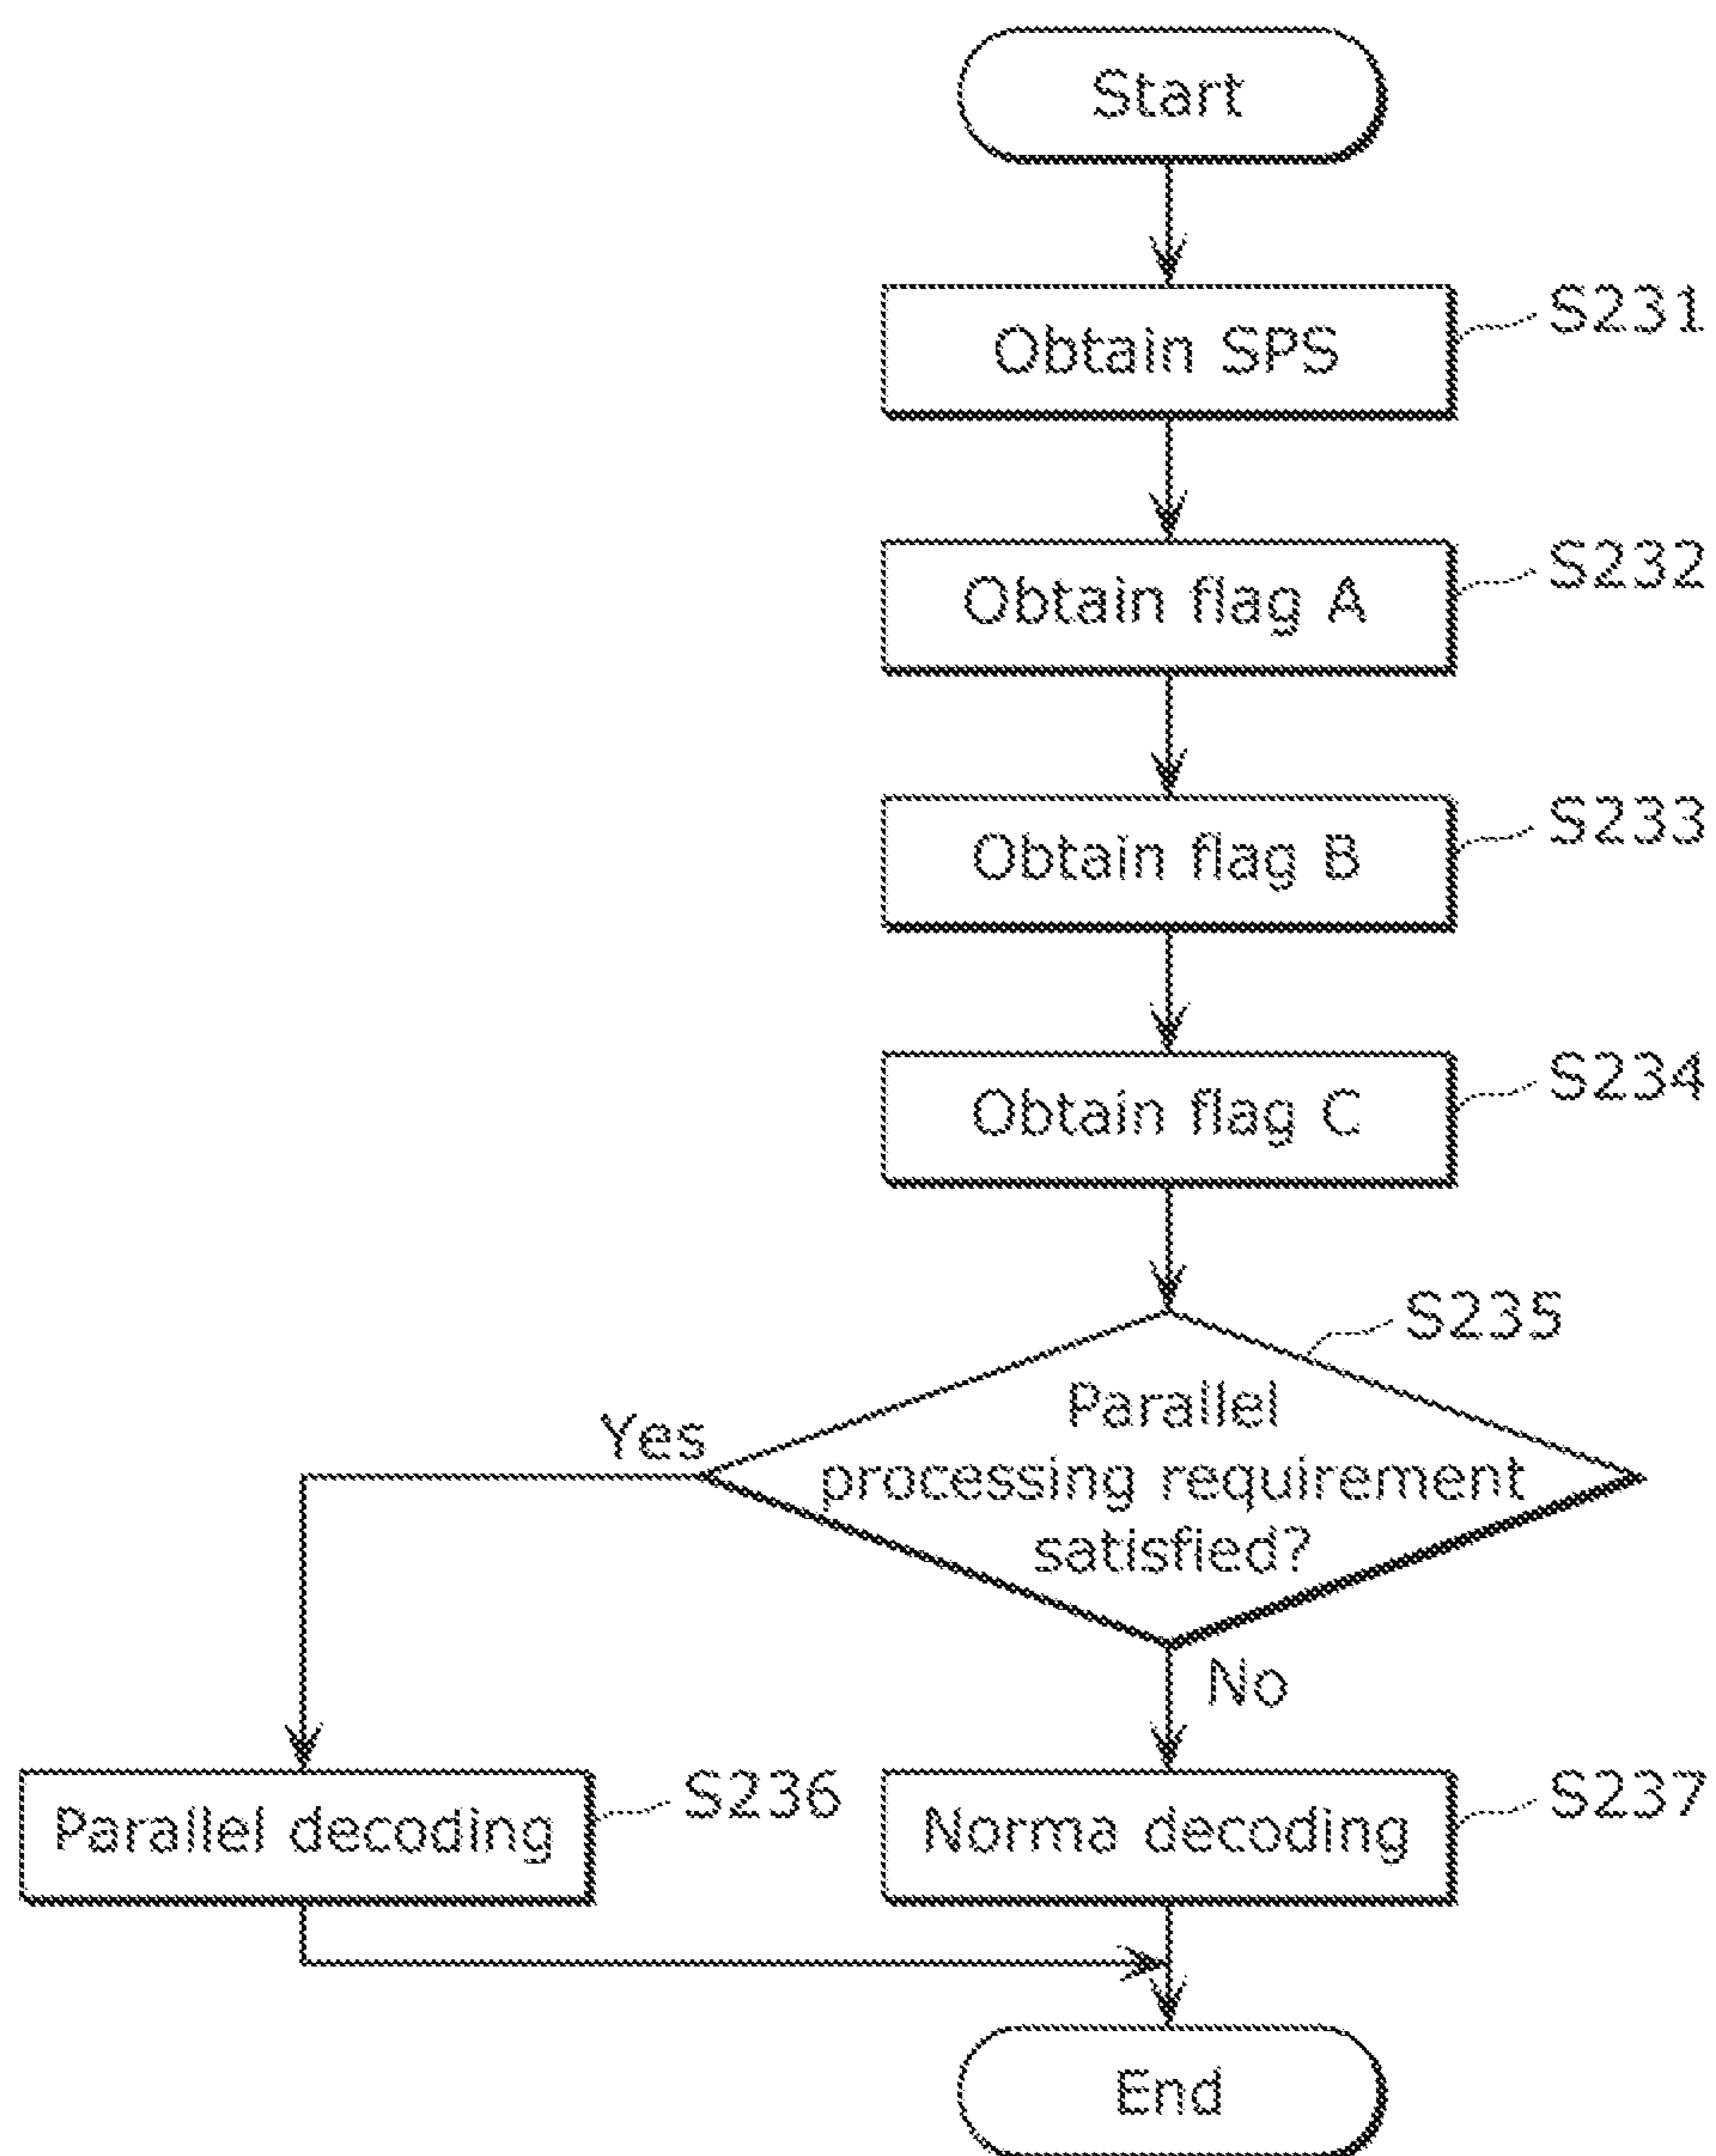 Start
Obtain SPS
S231
Obtain flag A
S232
Obtain flag B
S233
Obtain flag C
S234
S235
Parallel
processing requirement
satisfied?
Yes
No
Parallel decoding
S236
Norma decoding
S237
End